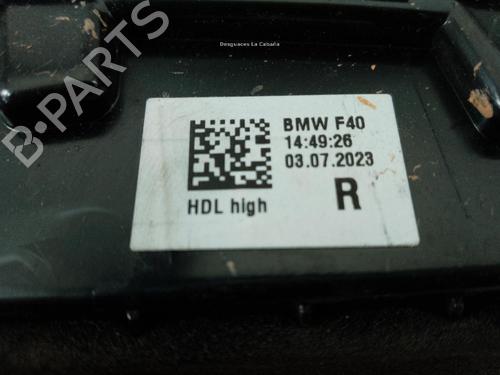 Desguaces La Cabaña
BMW F40
14:49:26
03.07.2023
HDL high
R
B-PARTS